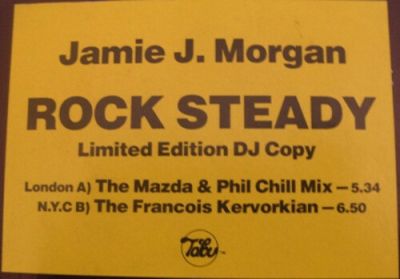 Jamie J. Morgan
ROCK STEADY
Limited Edition DJ Copy
London A) The Mazda & Phil Chill Mix — 5.34
N.Y.C B) The Francois Kervorkian — 6.50
Tabu